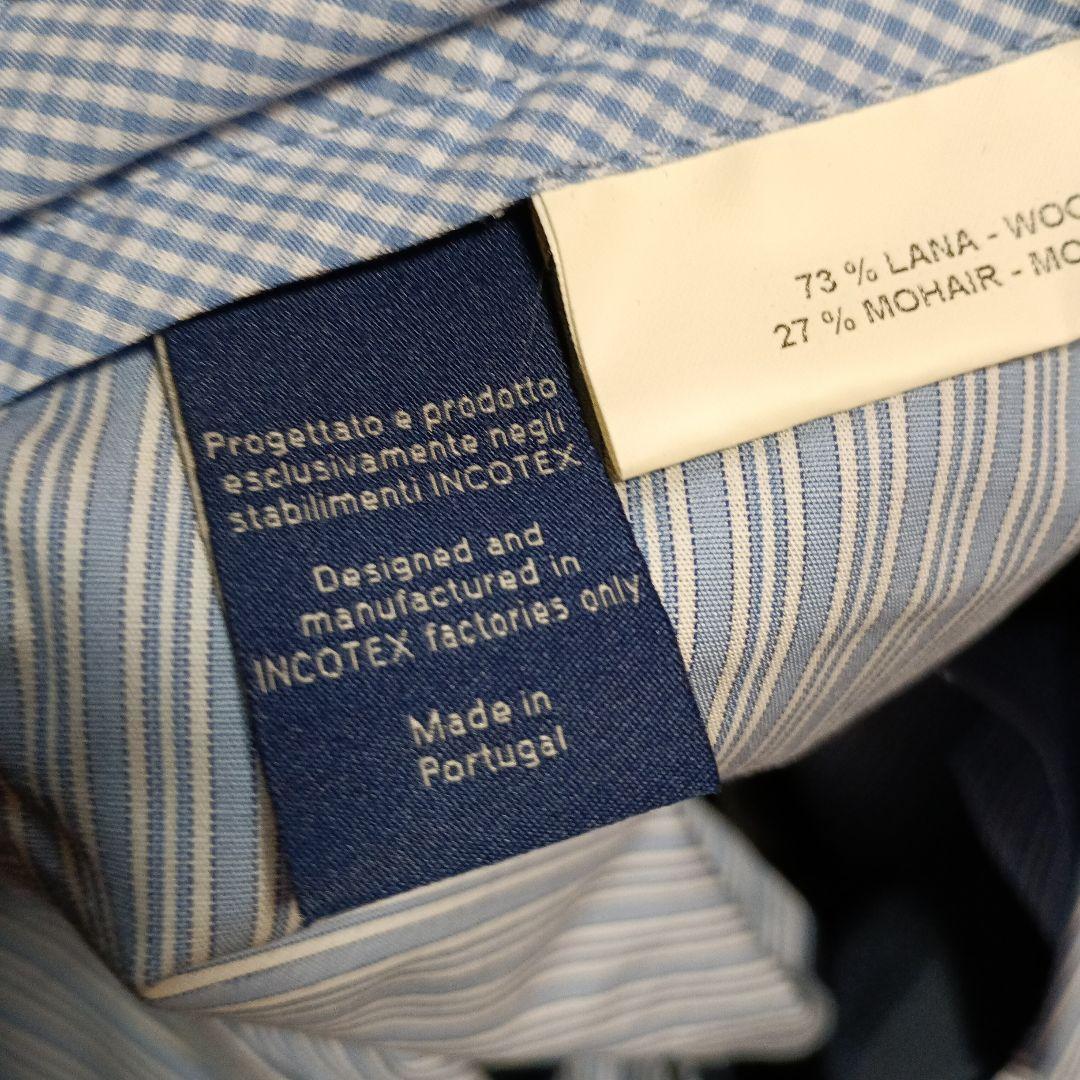 Progettato e prodotto
esclusivamente negli
stabilimenti INCOTEX
Designed and
manufactured in
INCOTEX factories only
Made in
Portugal
73 % LANA - WOO
27 % MOHAIR - MO